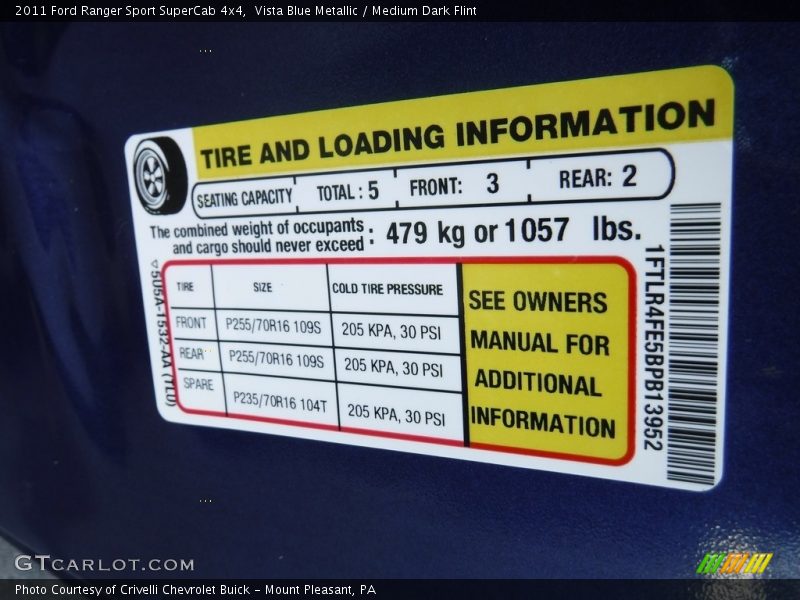 2011 Ford Ranger Sport SuperCab 4x4, Vista Blue Metallic / Medium Dark Flint
TIRE AND LOADING INFORMATION
SEATING CAPACITY TOTAL : 5 FRONT: 3 REAR: 2
The combined weight of occupants
and cargo should never exceed : 479 kg or 1057 lbs.
TIRE SIZE COLD TIRE PRESSURE
FRONT P255/70R16 109S 205 KPA, 30 PSI
REAR P255/70R16 109S 205 KPA, 30 PSI
SPARE P235/70R16 104T 205 KPA, 30 PSI
SEE OWNERS
MANUAL FOR
ADDITIONAL
INFORMATION
1FTLR4FE5BPB13952
GTCARLOT.COM
Photo Courtesy of Crivelli Chevrolet Buick - Mount Pleasant, PA